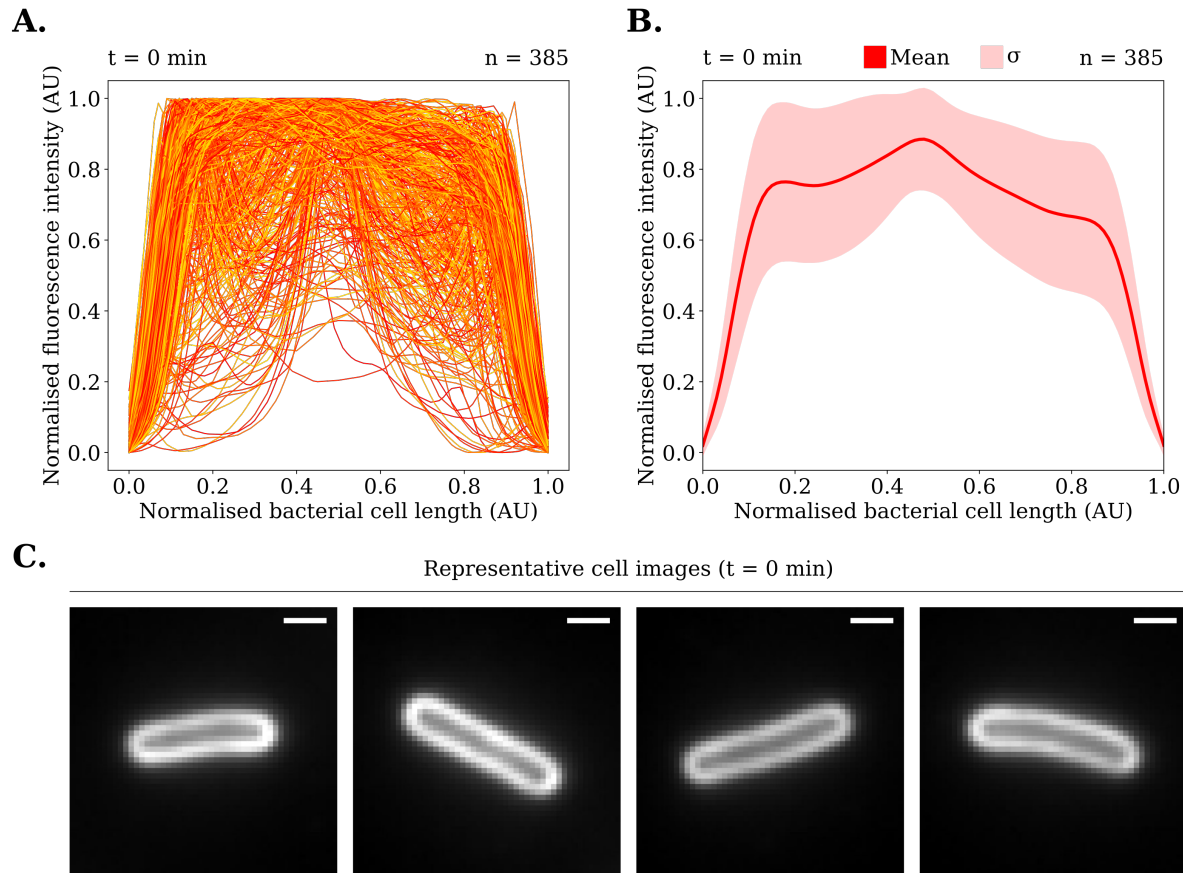 A.
t = 0 min n = 385
1.0
0.8
0.6
0.4
0.2
0.0
Normalised fluorescence intensity (AU)
0.0 0.2 0.4 0.6 0.8 1.0
Normalised bacterial cell length (AU)
B.
t = 0 min Mean σ n = 385
1.0
0.8
0.6
0.4
0.2
0.0
Normalised fluorescence intensity (AU)
0.0 0.2 0.4 0.6 0.8 1.0
Normalised bacterial cell length (AU)
C.
Representative cell images (t = 0 min)